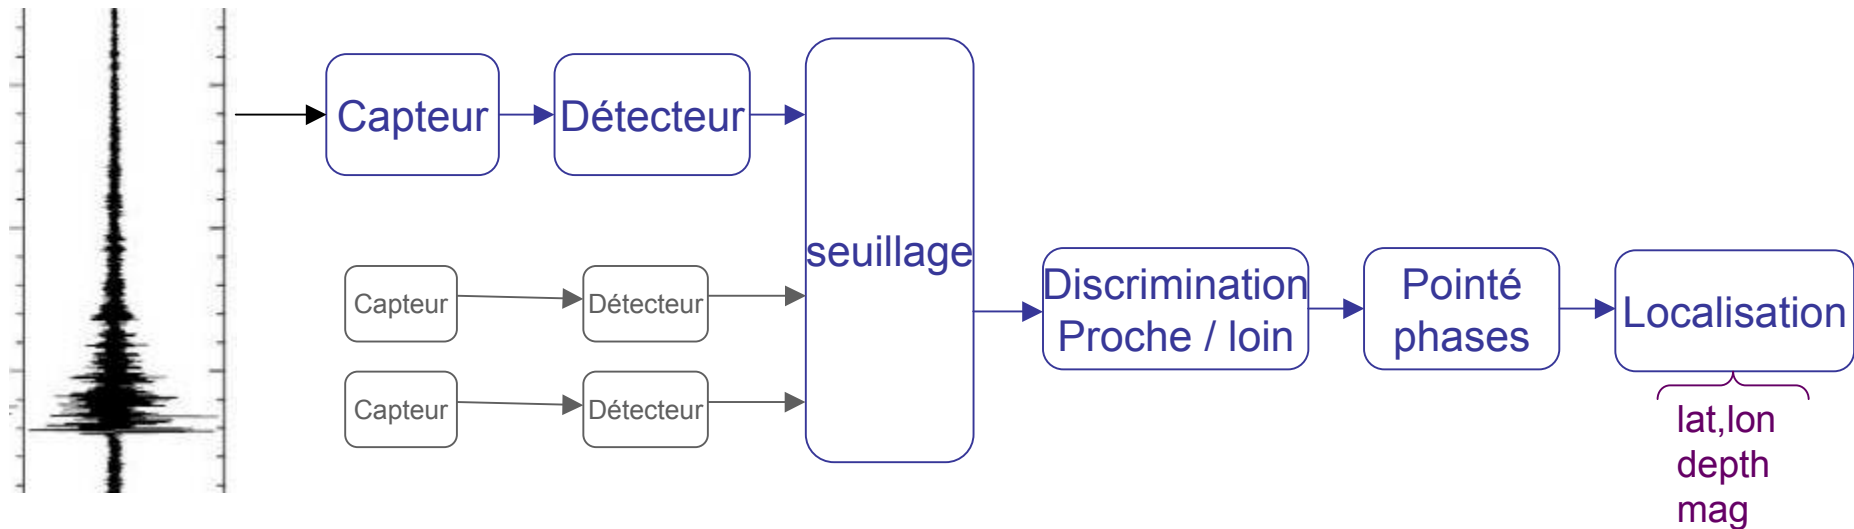 Capteur
Détecteur
Capteur
Détecteur
Capteur
Détecteur
seuillage
Discrimination
Proche / loin
Pointé
phases
Localisation
lat,lon
depth
mag